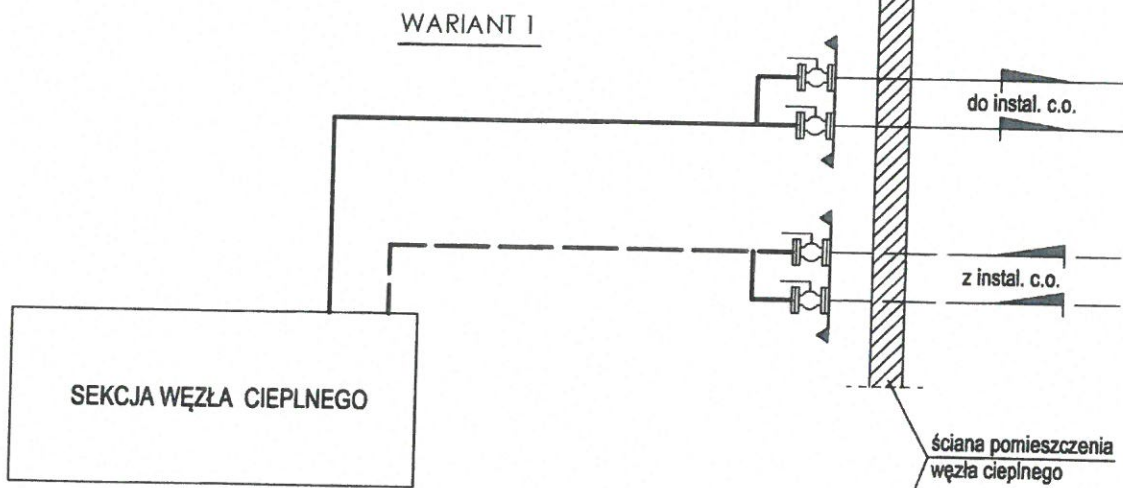 WARIANT 1
do instal. c.o.
z instal. c.o.
SEKCJA WĘZŁA CIEPLNEGO
ściana pomieszczenia
węzła cieplnego